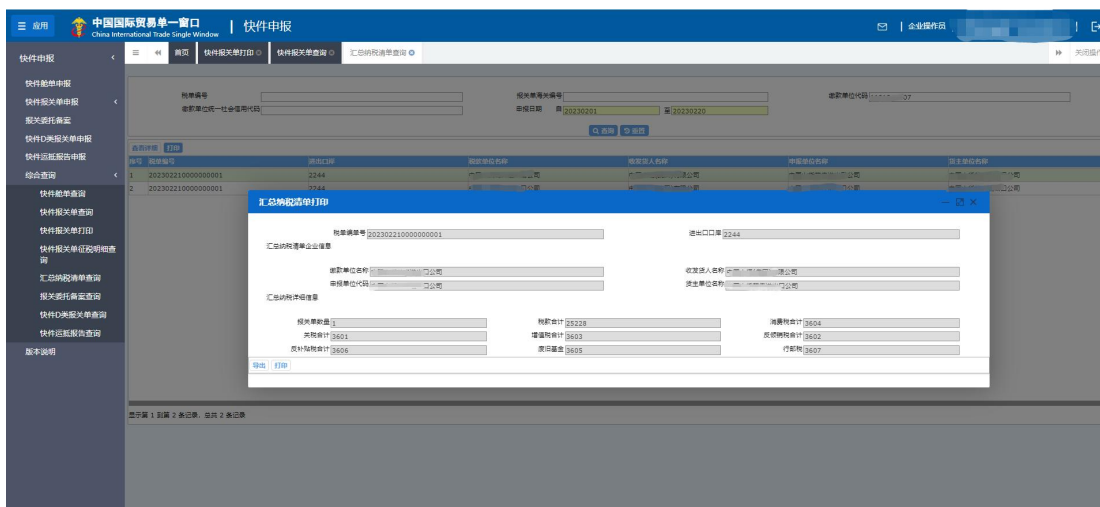 应用 中国国际贸易单一窗口 China International Trade Single Window 快件申报 企业操作员
快件申报 首页 快件报关单打印 快件报关单查询 汇总纳税清单查询 关闭操作
快件舱单申报
快件报关单申报
报关委托备案
快件D类报关单申报
快件运抵报告申报
综合查询
快件舱单查询
快件报关单查询
快件报关单打印
快件报关单征税明细查询
汇总纳税清单查询
报关委托备案查询
快件D类报关单查询
快件运抵报告查询
版本说明
税单编号 报关单海关编号 缴款单位代码
缴款单位统一社会信用代码 申报日期 自 20230201 至 20230220
查询 重置
查看详细 打印
序号 税单编号 进出口岸 缴款单位名称 收发货人名称 申报单位名称 货主单位名称
1 202302210000000001 2244
2 202302210000000001 2244
汇总纳税清单打印
税单编单号 202302210000000001 进出口口岸 2244
汇总纳税清单企业信息
缴款单位名称 公司 收发货人名称 公司
申报单位代码 公司 货主单位名称 公司
汇总纳税详细信息
报关单数量 1 税款合计 25228 消费税合计 3604
关税合计 3601 增值税合计 3603 反倾销税合计 3602
反补贴税合计 3606 废旧基金 3605 行邮税 3607
导出 打印
显示第 1 到第 2 条记录，总共 2 条记录